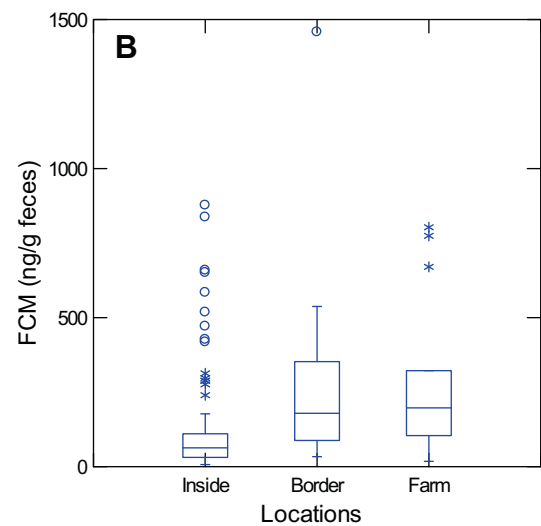 B
1500
1000
500
0
FCM (ng/g feces)
Inside Border Farm
Locations